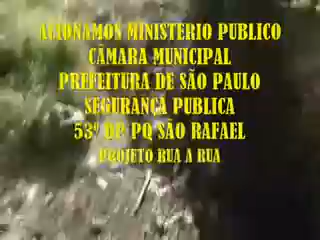 ACIONAMOS MINISTERIO PUBLICO
CÂMARA MUNICIPAL
PREFEITURA DE SÃO PAULO
SEGURANÇA PUBLICA
53º DP PQ SÃO RAFAEL
PROJETO RUA A RUA